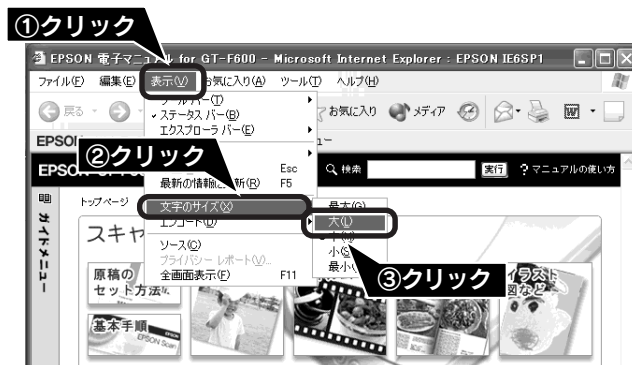 ①クリック
EPSON 電子マニュアル for GT-F600 - Microsoft Internet Explorer : EPSON IE6SP1
ファイル(F) 編集(E) 表示(V) お気に入り(A) ツール(T) ヘルプ(H)
戻る お気に入り メディア
ツール バー(T)
ステータス バー(B)
エクスプローラ バー(E)
EPSO
②クリック
EPSO
Esc
検索 実行 ? マニュアルの使い方
最新の情報に更新(R) F5
トップページ
文字のサイズ(X)
最大(G)
大(L)
エンコード(D)
中(M)
ソース(C)
小(S)
プライバシー レポート(V)...
最小(
全画面表示(F) F11
③クリック
ガイドメニュー
スキャ
原稿の
セット方法
イラスト
図など
基本手順
EPSON Scan